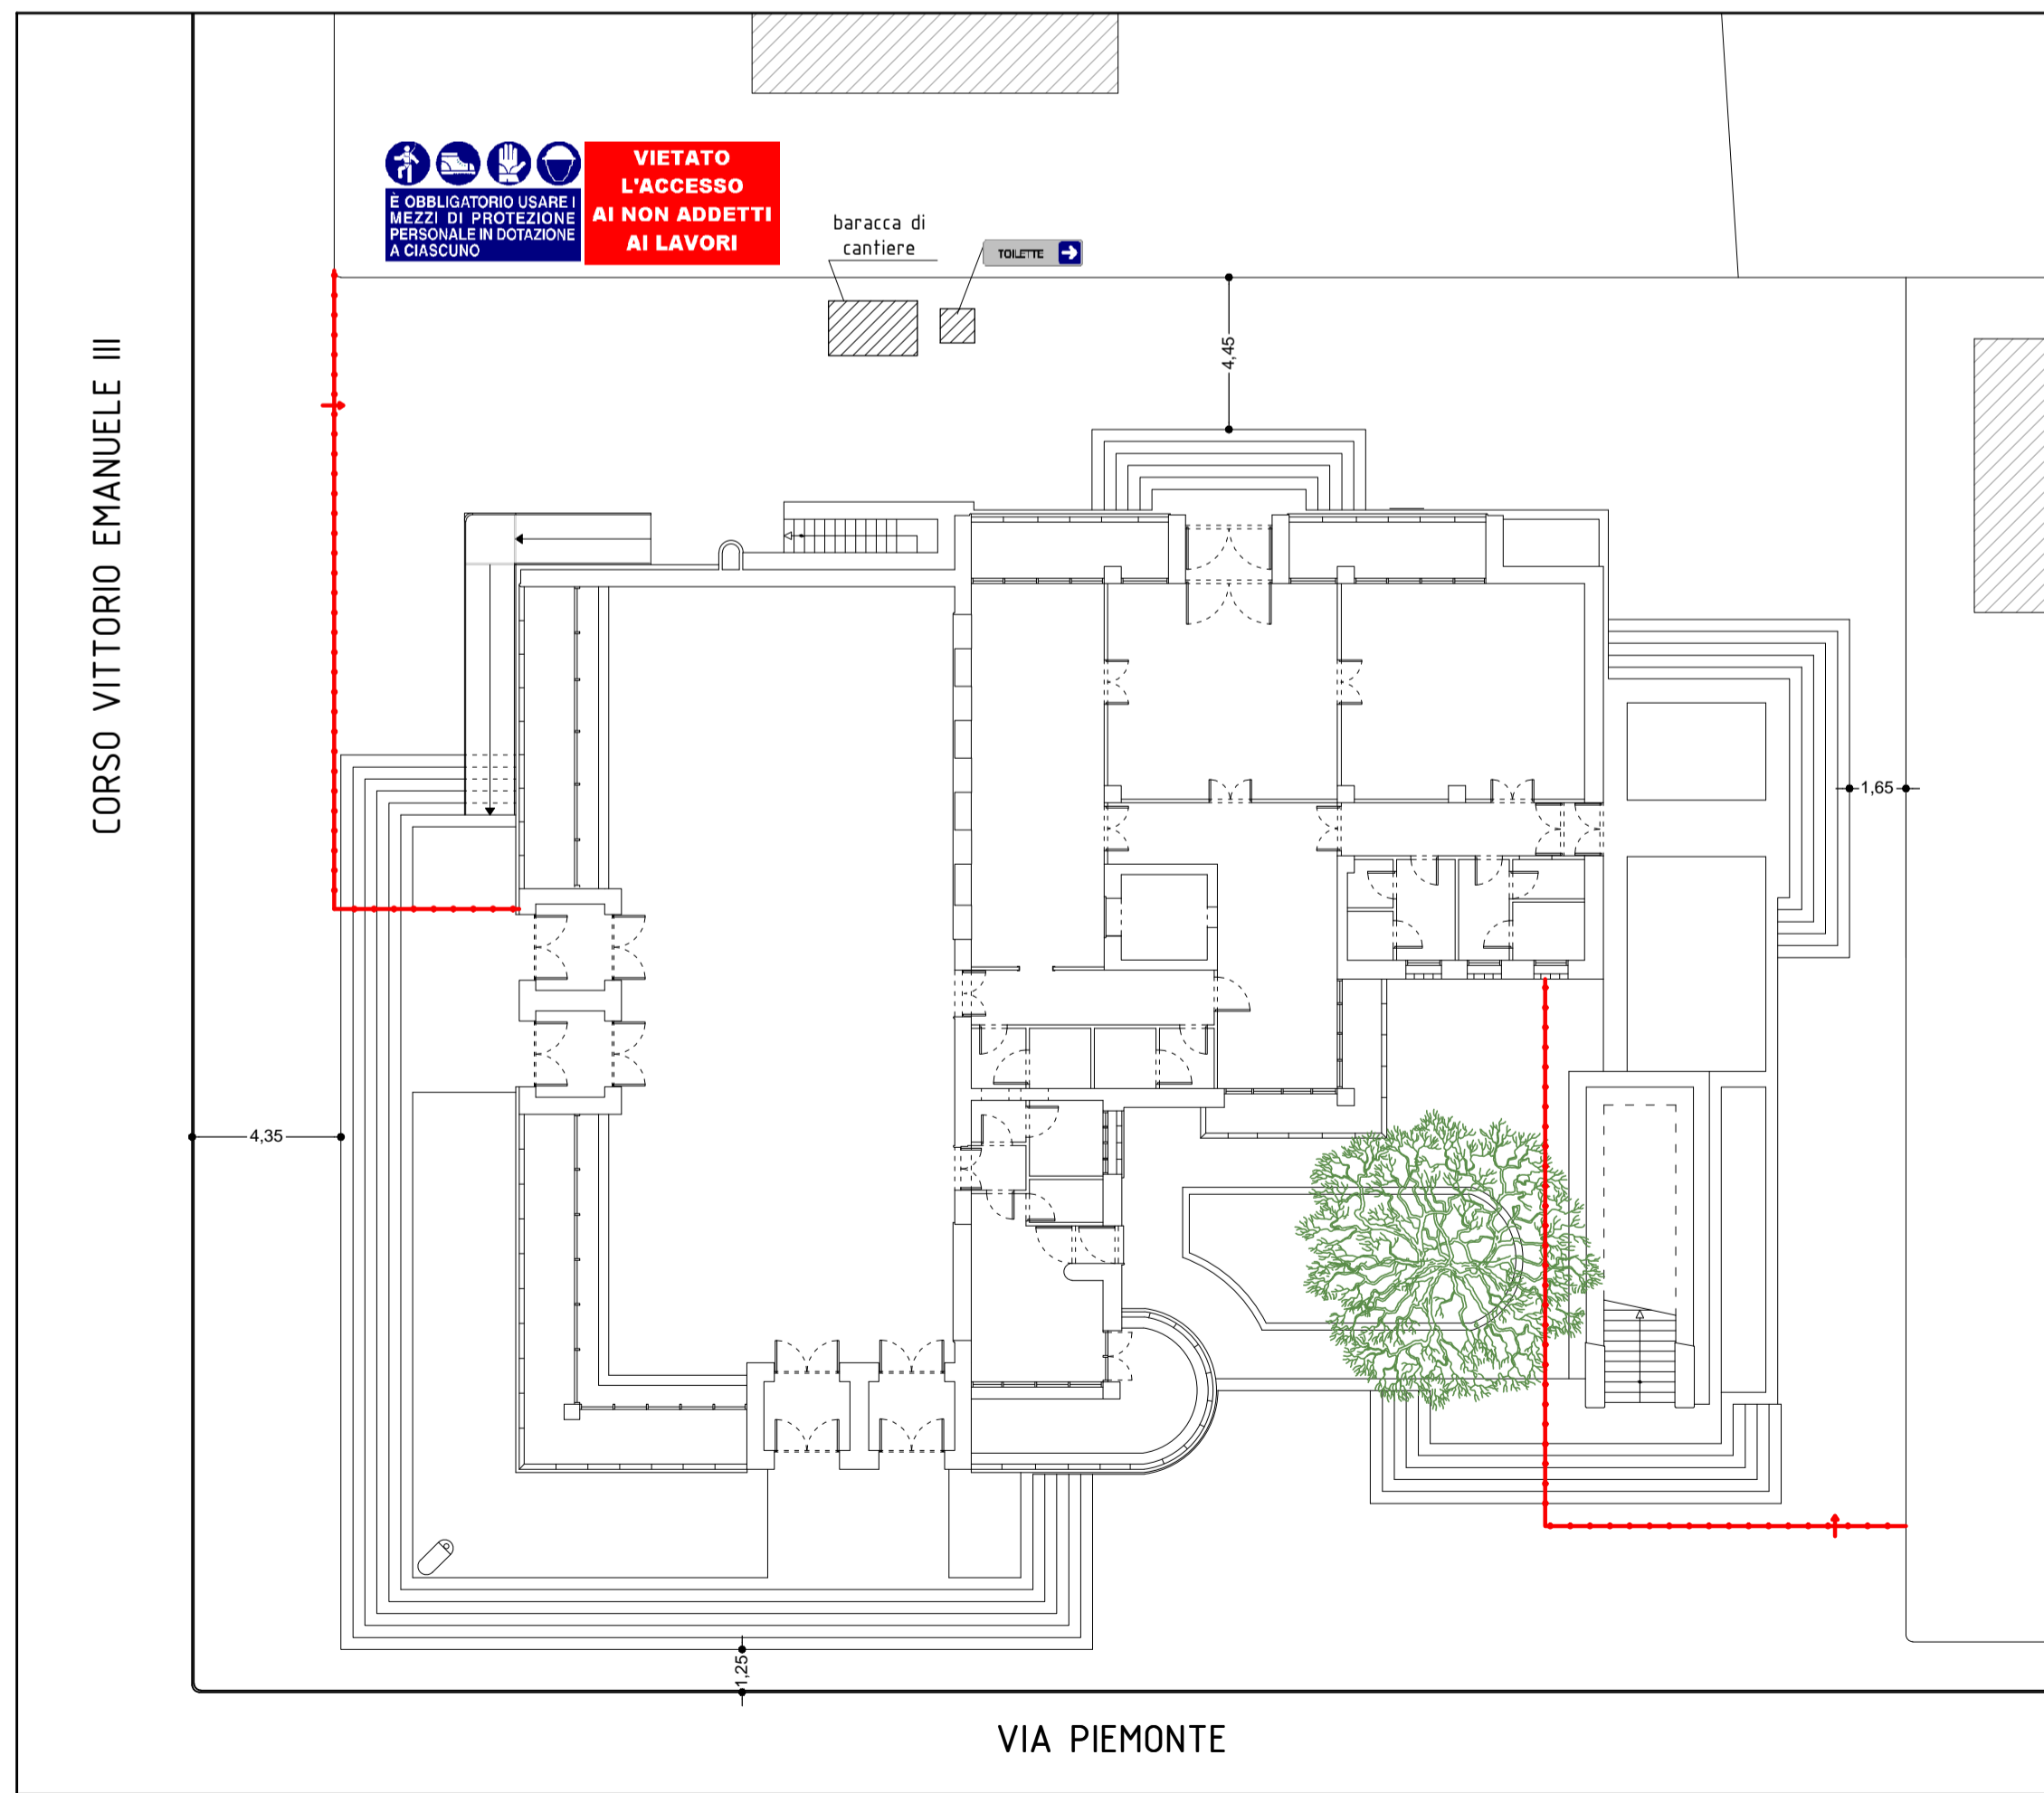 È OBBLIGATORIO USARE I
MEZZI DI PROTEZIONE
PERSONALE IN DOTAZIONE
A CIASCUNO
VIETATO
L'ACCESSO
AI NON ADDETTI
AI LAVORI
baracca di
cantiere
TOILETTE
4,45
CORSO VITTORIO EMANUELE III
1,65
4,35
1,25
VIA PIEMONTE